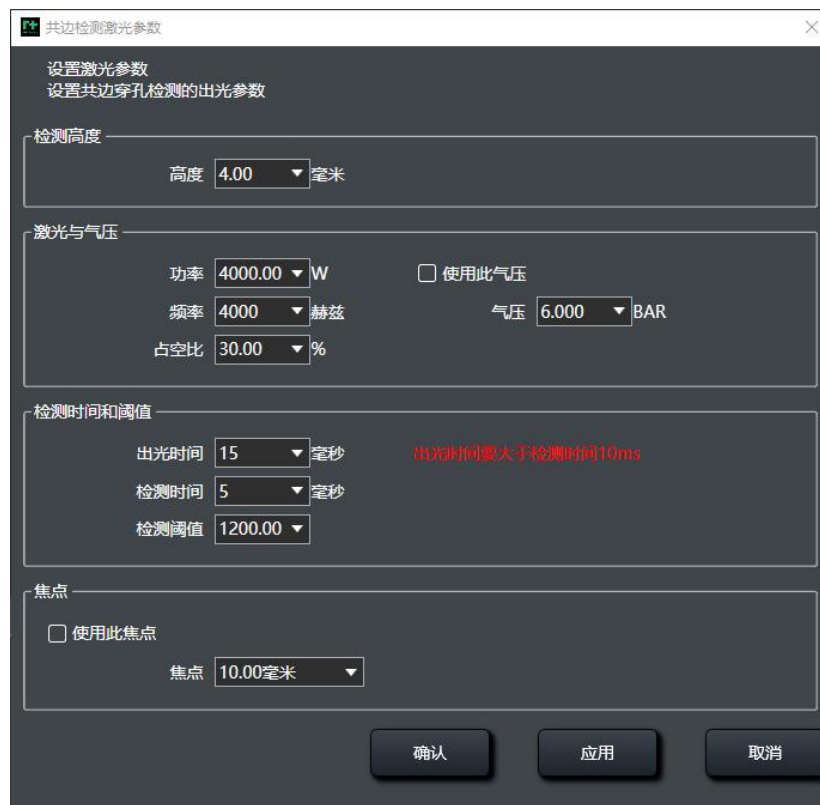 共边检测激光参数
设置激光参数
设置共边穿孔检测的出光参数
检测高度
高度 4.00 毫米
激光与气压
功率 4000.00 W 使用此气压
频率 4000 赫兹 气压 6.000 BAR
占空比 30.00 %
检测时间和阈值
出光时间 15 毫秒 出光时间要大于检测时间10ms
检测时间 5 毫秒
检测阈值 1200.00
焦点
使用此焦点
焦点 10.00毫米
确认 应用 取消